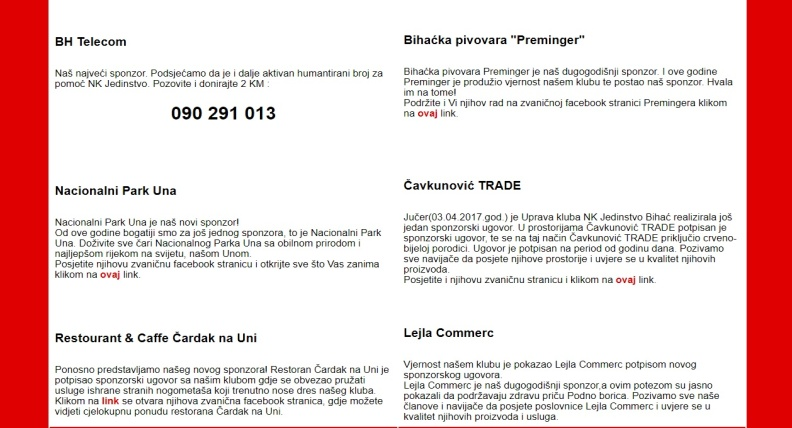 BH Telecom
Naš najveći sponzor. Podsjećamo da je i dalje aktivan humantirani broj za
pomoć NK Jedinstvo. Pozovite i donirajte 2 KM :
090 291 013
Nacionalni Park Una
Nacionalni Park Una je naš novi sponzor!
Od ove godine bogatiji smo za još jednog sponzora, to je Nacionalni Park
Una. Doživite sve čari Nacionalnog Parka Una sa obilnom prirodom i
najljepšom rijekom na svijetu, našom Unom.
Posjetite njihovu zvaničnu facebook stranicu i otkrijte sve što Vas zanima
klikom na ovaj link.
Restourant & Caffe Čardak na Uni
Ponosno predstavljamo našeg novog sponzora! Restoran Čardak na Uni je
potpisao sponzorski ugovor sa našim klubom gdje se obvezao pružati
usluge ishrane stranih nogometaša koji trenutno nose dres našeg kluba.
Klikom na link se otvara njihova zvanična facebook stranica, gdje možete
vidjeti cjelokupnu ponudu restorana Čardak na Uni.
Bihaćka pivovara "Preminger"
Bihaćka pivovara Preminger je naš dugogodišnji sponzor. I ove godine
Preminger je produžio vjernost našem klubu te postao naš sponzor. Hvala
im na tome!
Podržite i Vi njihov rad na zvaničnoj facebook stranici Premingera klikom
na ovaj link.
Čavkunović TRADE
Jučer(03.04.2017.god.) je Uprava kluba NK Jedinstvo Bihać realizirala još
jedan sponzorski ugovor. U prostorijama Čavkunović TRADE potpisan je
sponzorski ugovor, te se na taj način Čavkunović TRADE priključio crveno-
bijeloj porodici. Ugovor je potpisan na period od godinu dana. Pozivamo
sve navijače da posjete njihove prostorije i uvjere se u kvalitet njihovih
proizvoda.
Posjetite i njihovu zvaničnu stranicu i klikom na ovaj link.
Lejla Commerc
Vjernost našem klubu je pokazao Lejla Commerc potpisom novog
sponzorskog ugovora.
Lejla Commerc je naš dugogodišnji sponzor,a ovim potezom su jasno
pokazali da podržavaju zdravu priču Podno borica. Pozivamo sve naše
članove i navijače da posjete poslovnice Lejla Commerc i uvjere se u
kvalitet njihovih proizvoda i usluga.